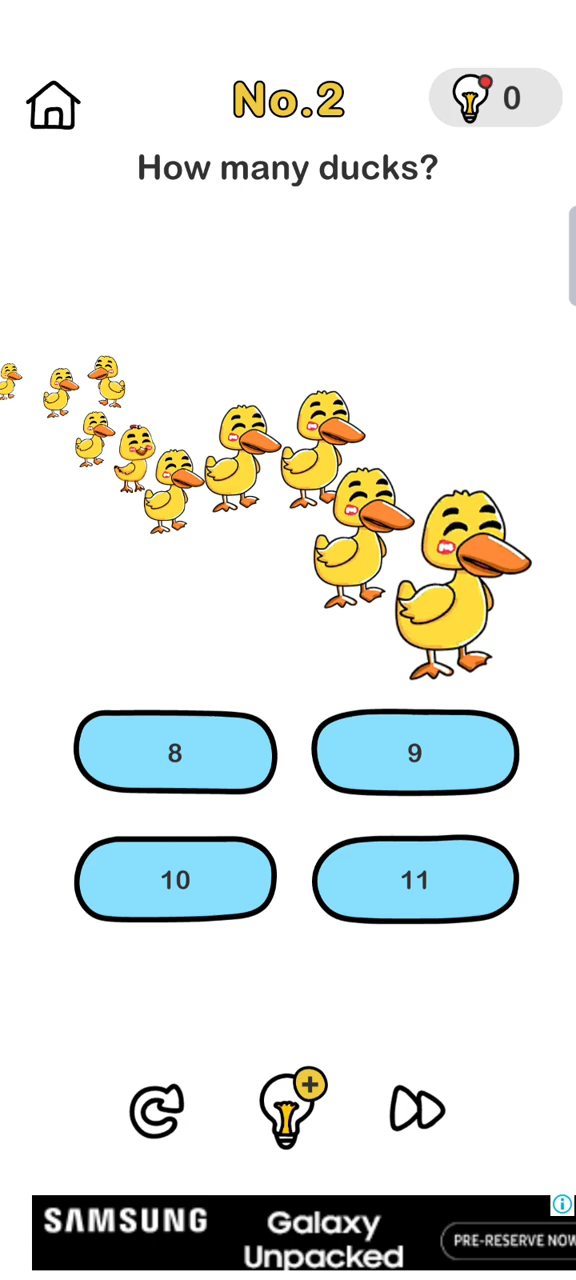 No.2
0
How many ducks?
8
9
10
11
SAMSUNG
Galaxy
Unpacked
PRE-RESERVE NOW